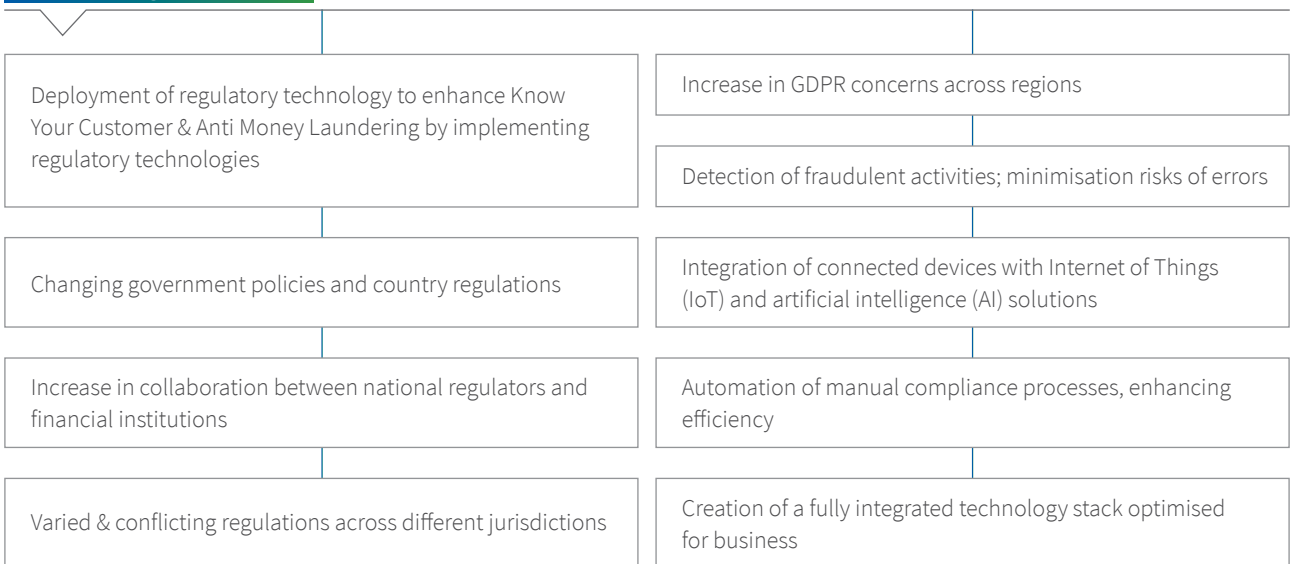 Deployment of regulatory technology to enhance Know
Your Customer & Anti Money Laundering by implementing
regulatory technologies
Changing government policies and country regulations
Increase in collaboration between national regulators and
financial institutions
Varied & conflicting regulations across different jurisdictions
Increase in GDPR concerns across regions
Detection of fraudulent activities; minimisation risks of errors
Integration of connected devices with Internet of Things
(IoT) and artificial intelligence (AI) solutions
Automation of manual compliance processes, enhancing
efficiency
Creation of a fully integrated technology stack optimised
for business